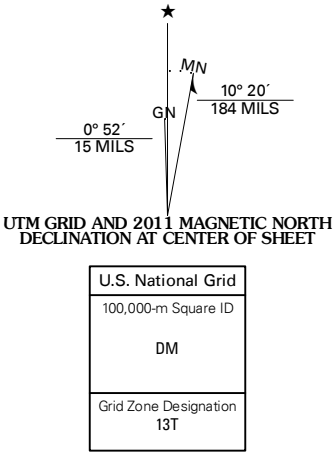 ★
MN
GN
10° 20´
184 MILS
0° 52´
15 MILS
UTM GRID AND 2011 MAGNETIC NORTH
DECLINATION AT CENTER OF SHEET
U.S. National Grid
100,000-m Square ID
DM
Grid Zone Designation
13T